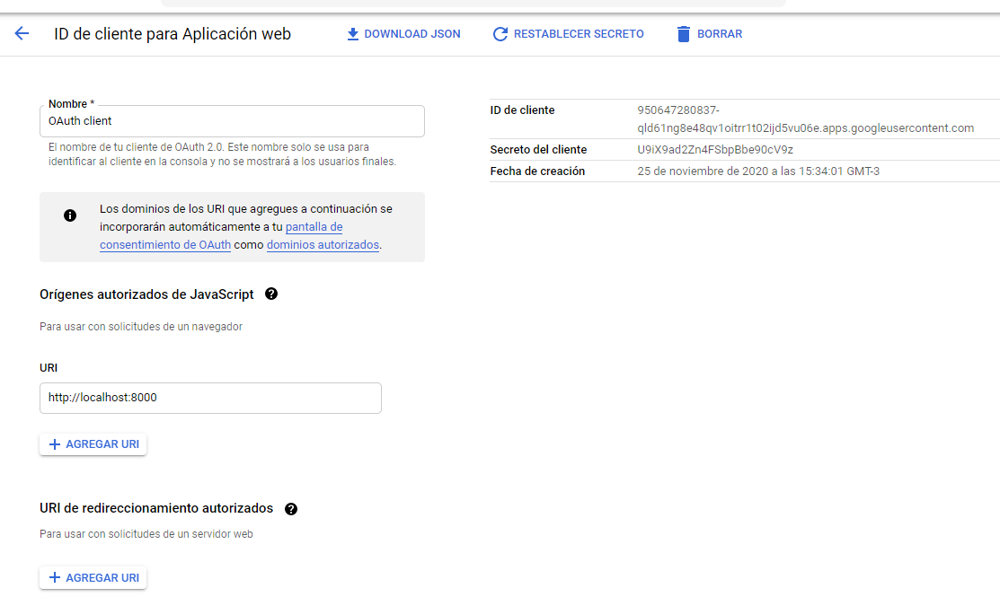 ID de cliente para Aplicación web
DOWNLOAD JSON
RESTABLECER SECRETO
BORRAR
Nombre *
OAuth client
El nombre de tu cliente de OAuth 2.0. Este nombre solo se usa para
identificar al cliente en la consola y no se mostrará a los usuarios finales.
Los dominios de los URI que agregues a continuación se
incorporarán automáticamente a tu pantalla de
consentimiento de OAuth como dominios autorizados.
Orígenes autorizados de JavaScript
Para usar con solicitudes de un navegador
URI
http://localhost:8000
AGREGAR URI
URI de redireccionamiento autorizados
Para usar con solicitudes de un servidor web
AGREGAR URI
ID de cliente
950647280837-
qld61ng8e48qv1oitrr1t02ijd5vu06e.apps.googleusercontent.com
Secreto del cliente
U9iX9ad2Zn4FSbpBbe90cV9z
Fecha de creación
25 de noviembre de 2020 a las 15:34:01 GMT-3